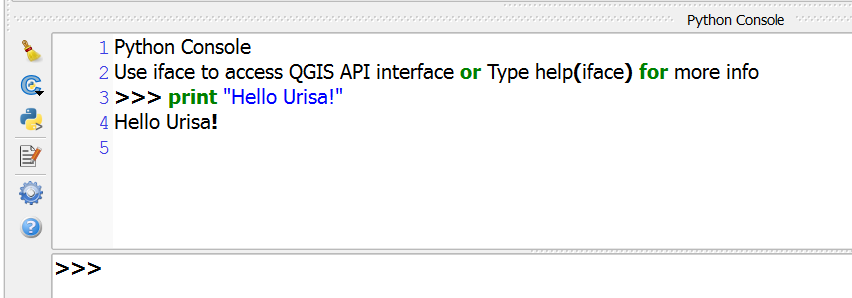 Python Console
1 Python Console
2 Use iface to access QGIS API interface or Type help(iface) for more info
3 >>> print "Hello Urisa!"
4 Hello Urisa!
5
>>>